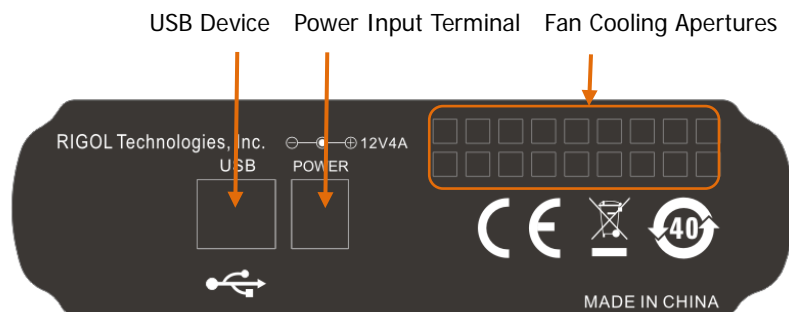 USB Device Power Input Terminal Fan Cooling Apertures
RIGOL Technologies, Inc. 12V4A
USB POWER
CE 40
MADE IN CHINA